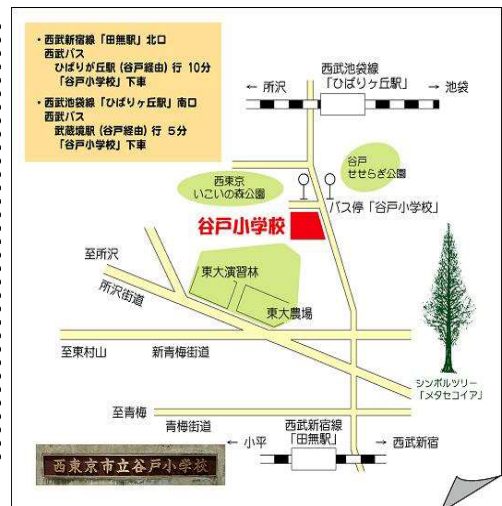 ・西武新宿線「田無駅」北口
西武バス
ひばりが丘駅(谷戸経由)行 10分
「谷戸小学校」下車
・西武池袋線「ひばりヶ丘駅」南口
西武バス
武蔵境駅(谷戸経由)行 5分
「谷戸小学校」下車
← 所沢
西武池袋線
「ひばりヶ丘駅」
→ 池袋
谷戸
せせらぎ公園
西東京
いこいの森公園
バス停「谷戸小学校」
谷戸小学校
至所沢
所沢街道
東大演習林
東大農場
至東村山
新青梅街道
シンボルツリー
「メタセコイア」
至青梅
青梅街道
← 小平
西武新宿線
「田無駅」
→ 西武新宿
西東京市立谷戸小学校